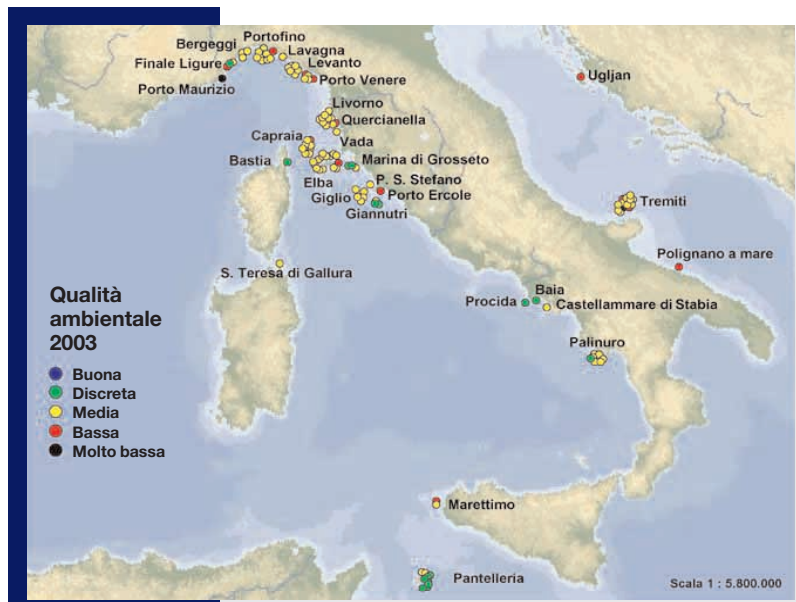 Portofino
Bergeggi
Lavagna
Finale Ligure
Levanto
Porto Maurizio
Porto Venere
Ugljan
Livorno
Quercianella
Capraia
Vada
Bastia
Marina di Grosseto
Elba
P. S. Stefano
Giglio
Porto Ercole
Giannutri
Tremiti
Polignano a mare
S. Teresa di Gallura
Baia
Procida
Castellammare di Stabia
Palinuro
Qualità
ambientale
2003
Buona
Discreta
Media
Bassa
Molto bassa
Marettimo
Pantelleria
Scala 1 : 5.800.000